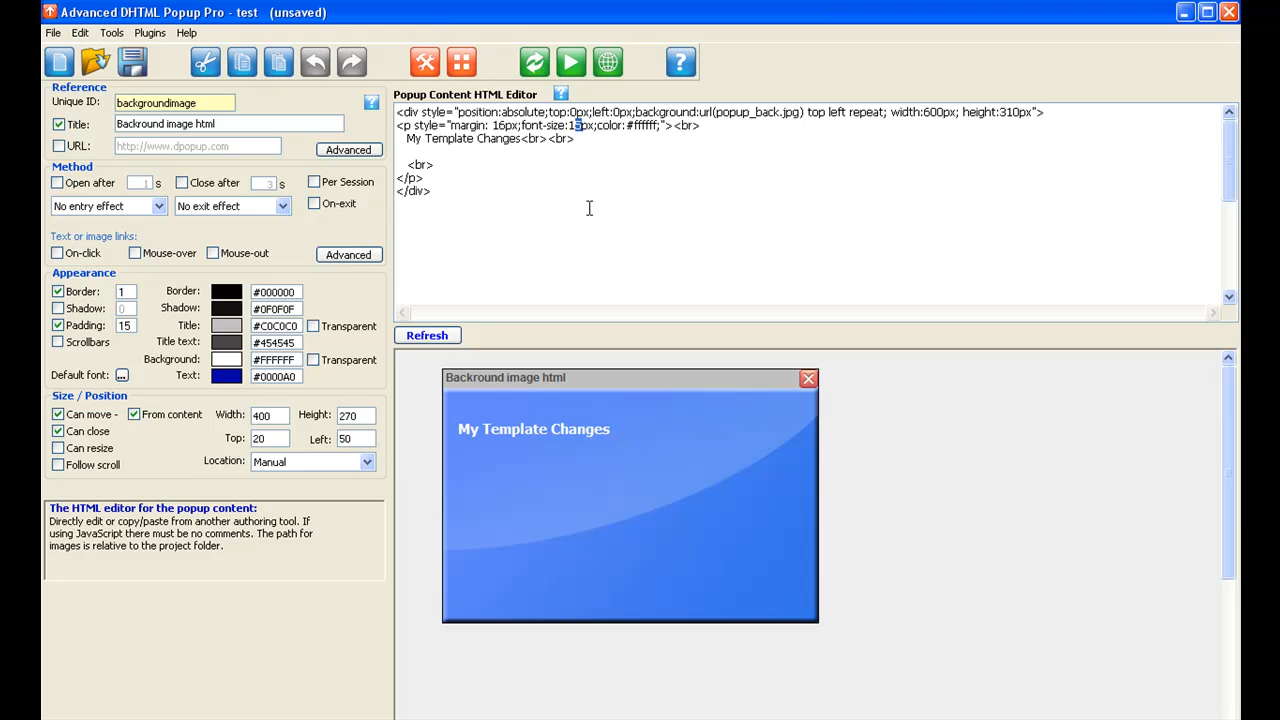 Advanced DHTML Popup Pro - test (unsaved)
File Edit Tools Plugins Help
Reference
Unique ID: backgroundimage
Title: Backround image html
URL: http://www.dpopup.com
Advanced
Method
Open after 1 s Close after 3 s Per Session
No entry effect No exit effect On-exit
Text or image links:
On-click Mouse-over Mouse-out Advanced
Appearance
Border: 1 Border: #000000
Shadow: 0 Shadow: #0F0F0F
Padding: 15 Title: #C0C0C0 Transparent
Scrollbars Title text: #454545
Background: #FFFFFF Transparent
Default font: ... Text: #0000A0
Size / Position
Can move - From content Width: 400 Height: 270
Can close Top: 20 Left: 50
Can resize
Follow scroll Location: Manual
The HTML editor for the popup content:
Directly edit or copy/paste from another authoring tool. If
using JavaScript there must be no comments. The path for
images is relative to the project folder.
Popup Content HTML Editor ?
<div style="position:absolute;top:0px;left:0px;background:url(popup_back.jpg) top left repeat; width:600px; height:310px">
<p style="margin: 16px;font-size:15px;color:#ffffff;"><br>
My Template Changes<br><br>
<br>
</p>
</div>
Refresh
Backround image html
My Template Changes